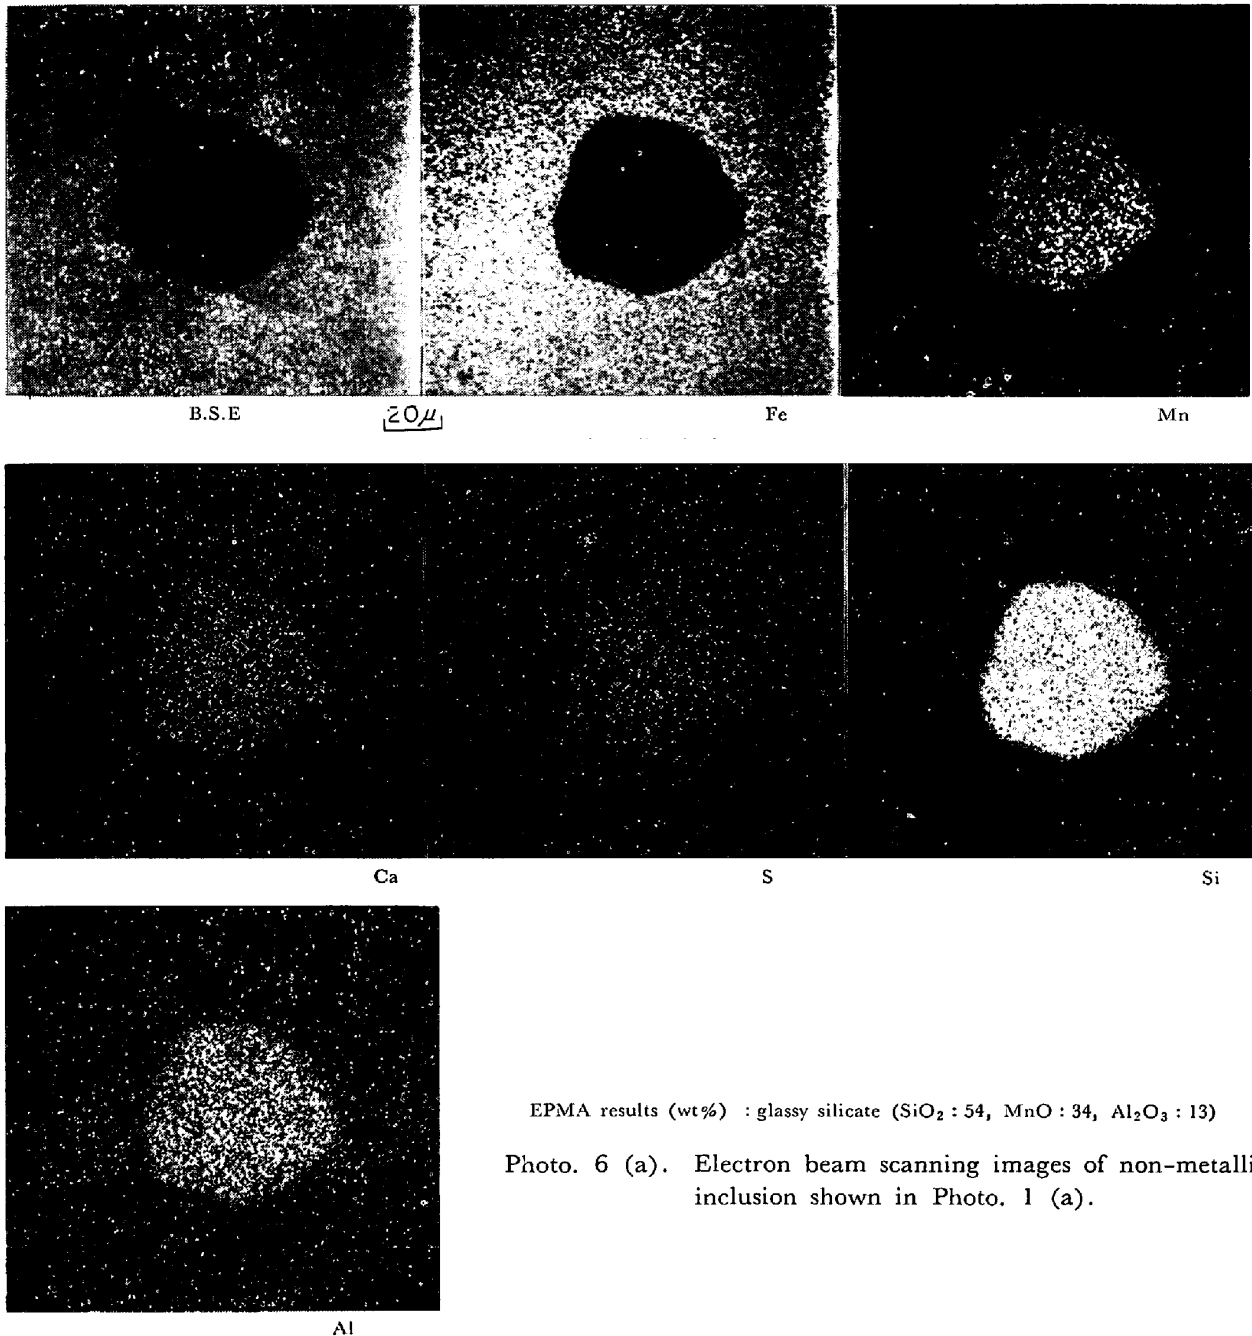 B.S.E
20μ
Fe
Mn
Ca
S
Si
Al
EPMA results (wt%) : glassy silicate (SiO₂ : 54, MnO : 34, Al₂O₃ : 13)
Photo. 6 (a). Electron beam scanning images of non-metalli
inclusion shown in Photo. 1 (a).